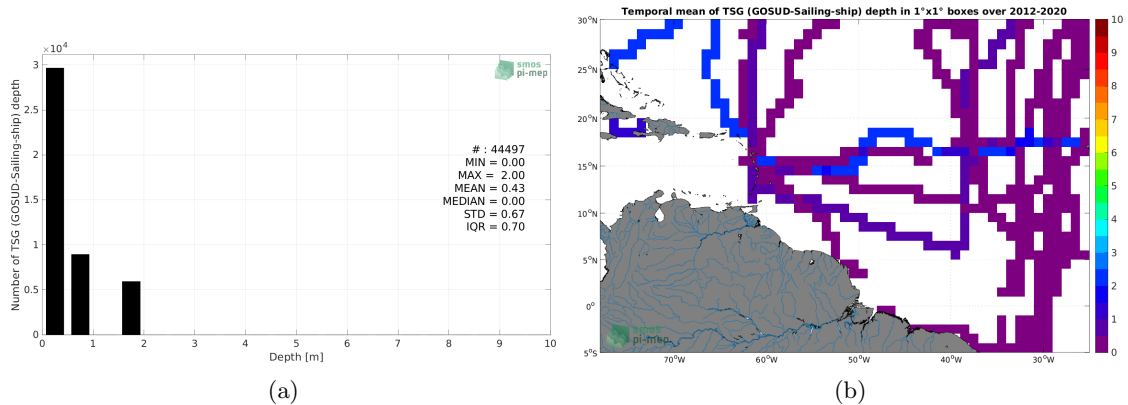 ×10⁴
3
2.5
2
1.5
1
0.5
0
Number of TSG (GOSUD-Sailing-ship) depth
0 1 2 3 4 5 6 7 8 9 10
Depth [m]
smos
pi-mep
# : 44497
MIN = 0.00
MAX = 2.00
MEAN = 0.43
MEDIAN = 0.00
STD = 0.67
IQR = 0.70
(a)
Temporal mean of TSG (GOSUD-Sailing-ship) depth in 1°x1° boxes over 2012-2020
30°N
25°N
20°N
15°N
10°N
5°N
0°
5°S
70°W 60°W 50°W 40°W 30°W
smos
pi-mep
10
9
8
7
6
5
4
3
2
1
0
(b)